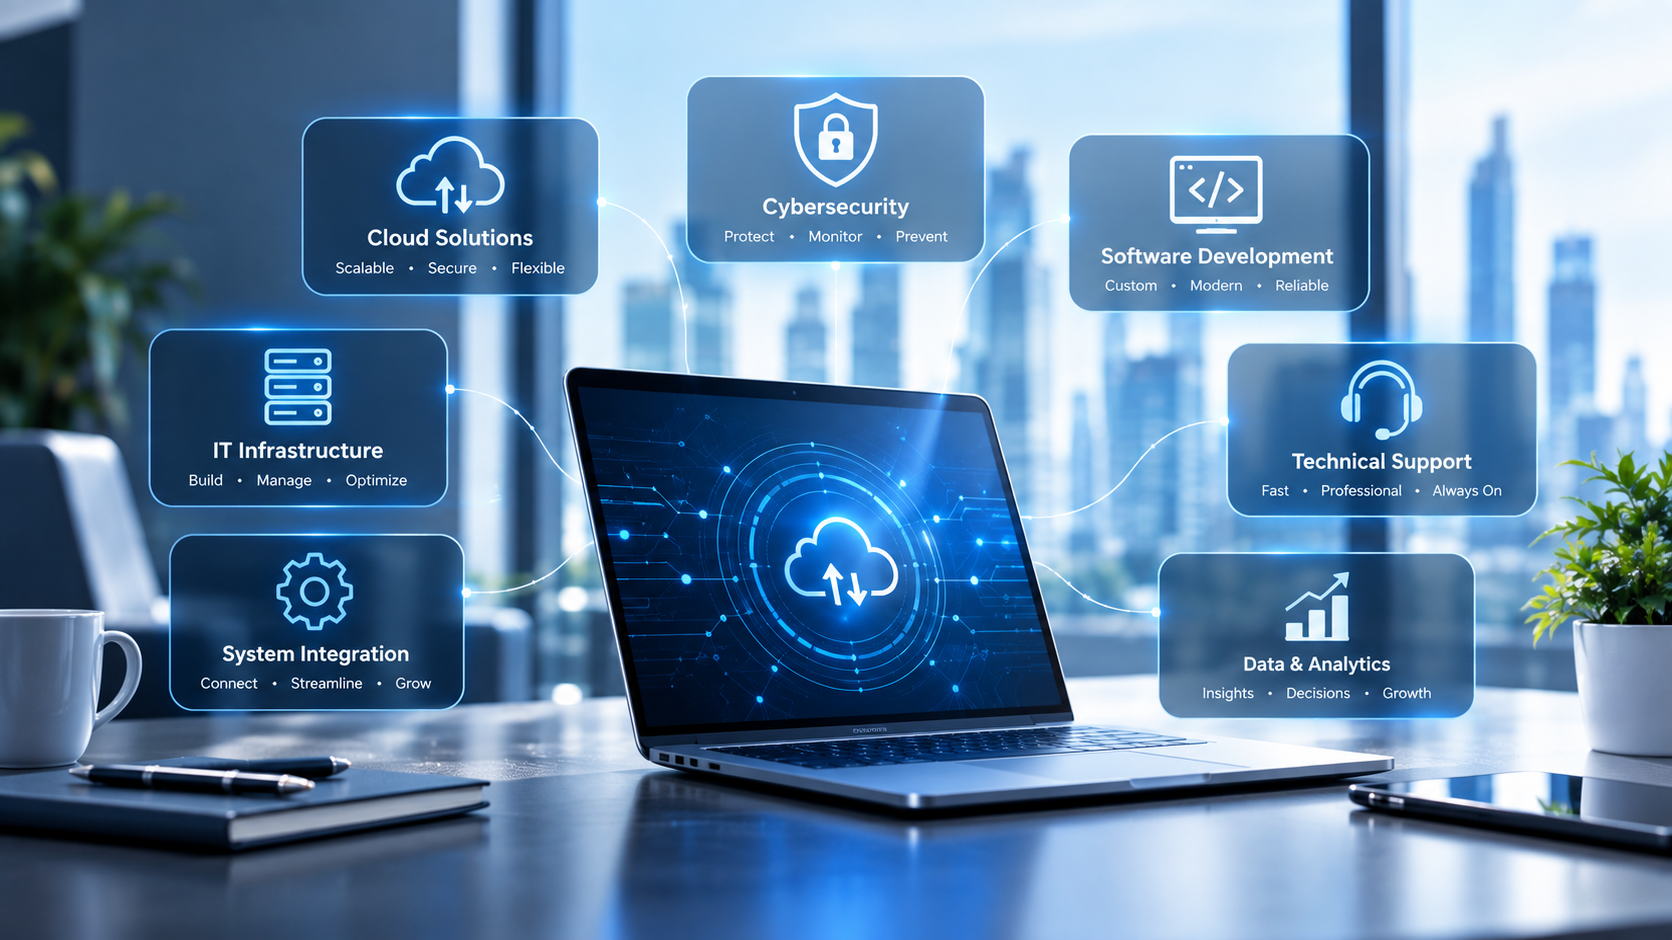 Cloud Solutions
Scalable • Secure • Flexible
Cybersecurity
Protect • Monitor • Prevent
</>
Software Development
Custom • Modern • Reliable
IT Infrastructure
Build • Manage • Optimize
Technical Support
Fast • Professional • Always On
System Integration
Connect • Streamline • Grow
Data & Analytics
Insights • Decisions • Growth